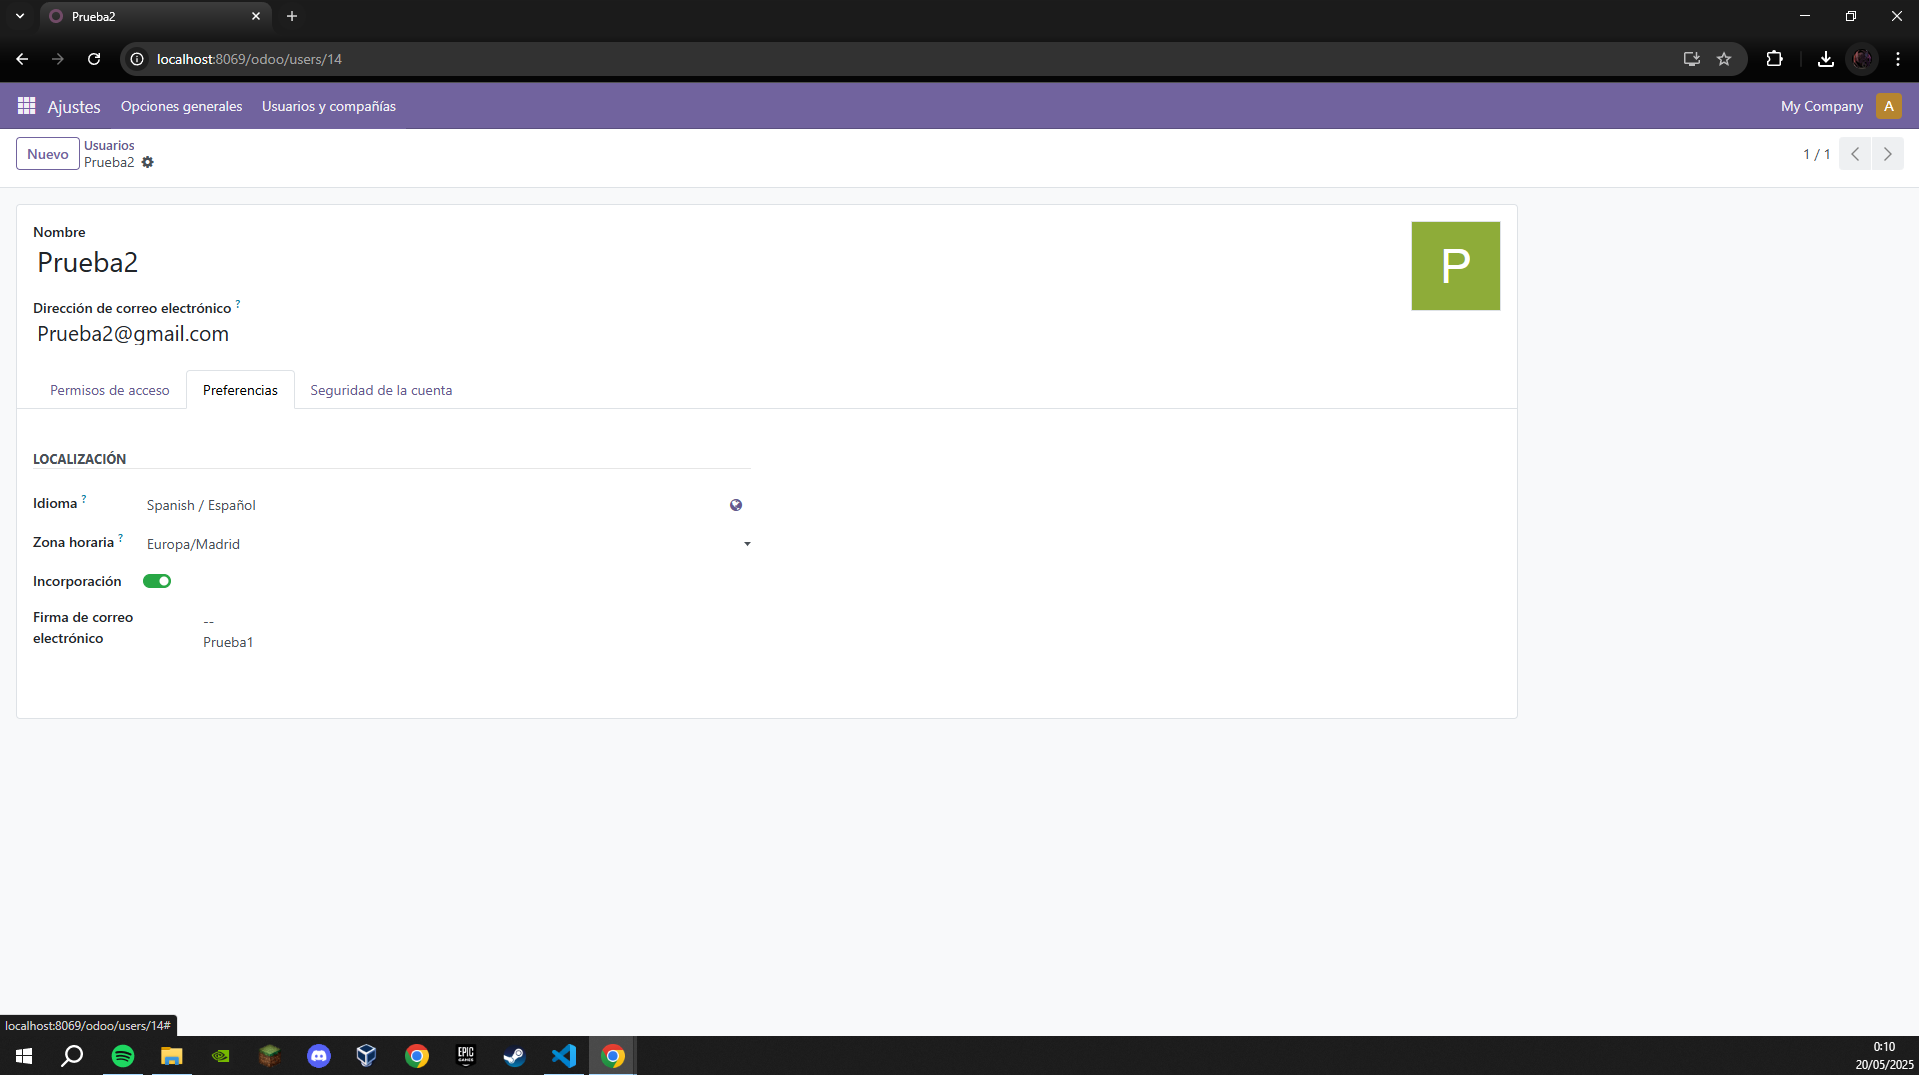 Prueba2
localhost:8069/odoo/users/14
Ajustes Opciones generales Usuarios y compañías My Company A
Nuevo Usuarios
Prueba2
1 / 1
Nombre
Prueba2
P
Dirección de correo electrónico ?
Prueba2@gmail.com
Permisos de acceso Preferencias Seguridad de la cuenta
LOCALIZACIÓN
Idioma ? Spanish / Español
Zona horaria ? Europa/Madrid
Incorporación
Firma de correo electrónico
--
Prueba1
localhost:8069/odoo/users/14#
EPIC GAMES
0:10
20/05/2025